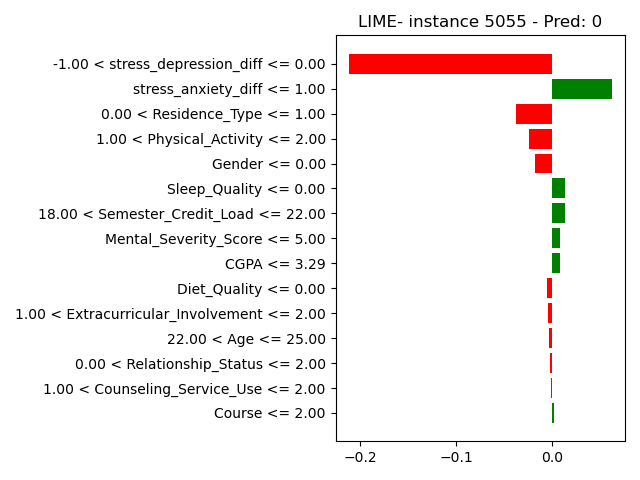 LIME- instance 5055 - Pred: 0
-1.00 < stress_depression_diff <= 0.00
stress_anxiety_diff <= 1.00
0.00 < Residence_Type <= 1.00
1.00 < Physical_Activity <= 2.00
Gender <= 0.00
Sleep_Quality <= 0.00
18.00 < Semester_Credit_Load <= 22.00
Mental_Severity_Score <= 5.00
CGPA <= 3.29
Diet_Quality <= 0.00
1.00 < Extracurricular_Involvement <= 2.00
22.00 < Age <= 25.00
0.00 < Relationship_Status <= 2.00
1.00 < Counseling_Service_Use <= 2.00
Course <= 2.00
−0.2 −0.1 0.0